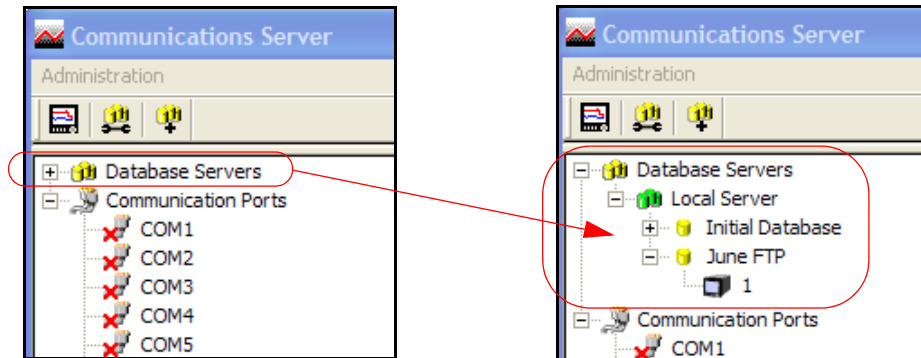 Communications Server
Administration
Database Servers
Communication Ports
COM1
COM2
COM3
COM4
COM5
Communications Server
Administration
Database Servers
Local Server
Initial Database
June FTP
1
Communication Ports
COM1